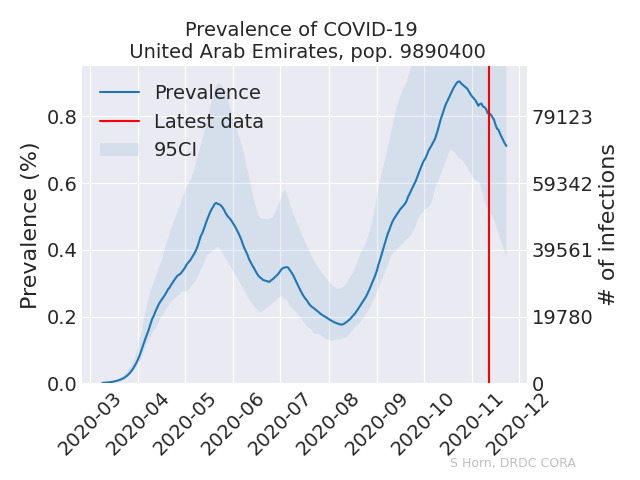 Prevalence of COVID-19
United Arab Emirates, pop. 9890400
Prevalence
Latest data
95CI
Prevalence (%)
0.8
0.6
0.4
0.2
0.0
79123
59342
39561
19780
0
# of infections
2020-03
2020-04
2020-05
2020-06
2020-07
2020-08
2020-09
2020-10
2020-11
2020-12
S Horn, DRDC CORA